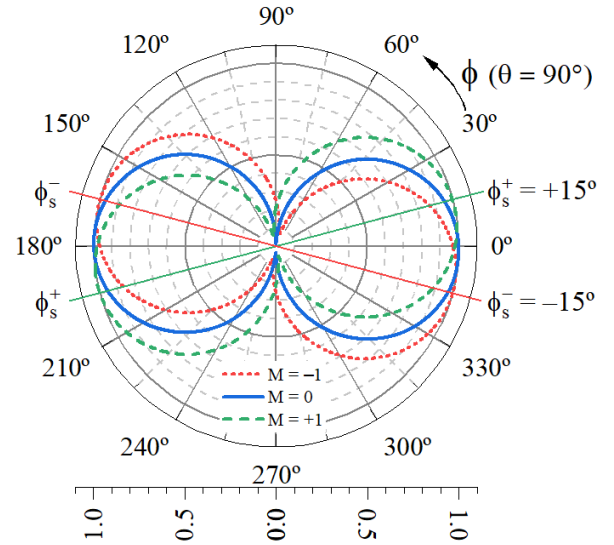 90º
120º
60º
ϕ (θ = 90°)
150º
30º
ϕs⁻
ϕs⁺ = +15º
180º
0º
ϕs⁺
ϕs⁻ = –15º
210º
330º
M = –1
M = 0
M = +1
240º
300º
270º
1.0 0.5 0.0 0.5 1.0